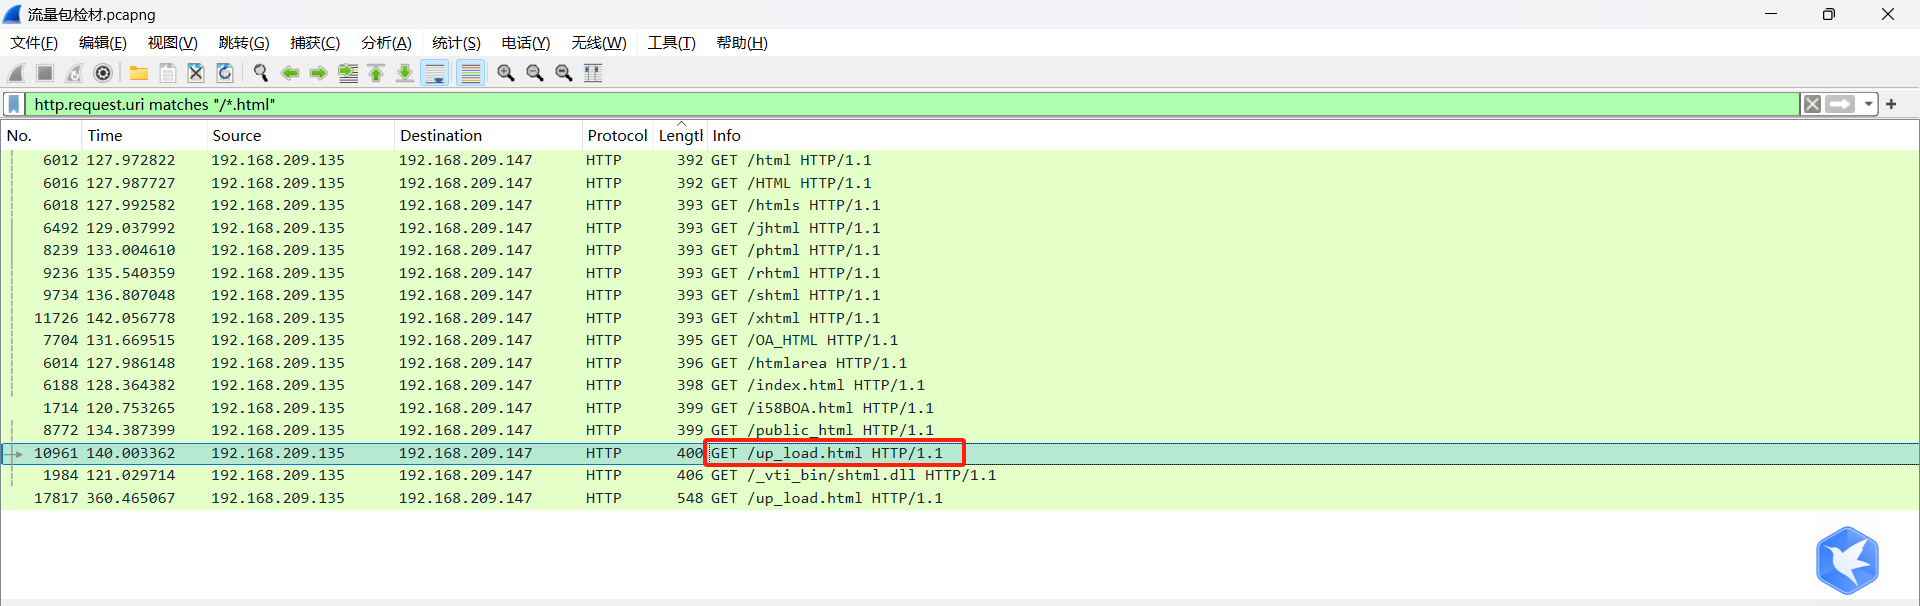 流量包检材.pcapng
文件(F) 编辑(E) 视图(V) 跳转(G) 捕获(C) 分析(A) 统计(S) 电话(Y) 无线(W) 工具(T) 帮助(H)
http.request.uri matches "/*.html"
No. Time Source Destination Protocol Length Info
6012 127.972822 192.168.209.135 192.168.209.147 HTTP 392 GET /html HTTP/1.1
6016 127.987727 192.168.209.135 192.168.209.147 HTTP 392 GET /HTML HTTP/1.1
6018 127.992582 192.168.209.135 192.168.209.147 HTTP 393 GET /htmls HTTP/1.1
6492 129.037992 192.168.209.135 192.168.209.147 HTTP 393 GET /jhtml HTTP/1.1
8239 133.004610 192.168.209.135 192.168.209.147 HTTP 393 GET /phtml HTTP/1.1
9236 135.540359 192.168.209.135 192.168.209.147 HTTP 393 GET /rhtml HTTP/1.1
9734 136.807048 192.168.209.135 192.168.209.147 HTTP 393 GET /shtml HTTP/1.1
11726 142.056778 192.168.209.135 192.168.209.147 HTTP 393 GET /xhtml HTTP/1.1
7704 131.669515 192.168.209.135 192.168.209.147 HTTP 395 GET /OA_HTML HTTP/1.1
6014 127.986148 192.168.209.135 192.168.209.147 HTTP 396 GET /htmlarea HTTP/1.1
6188 128.364382 192.168.209.135 192.168.209.147 HTTP 398 GET /index.html HTTP/1.1
1714 120.753265 192.168.209.135 192.168.209.147 HTTP 399 GET /i58BOA.html HTTP/1.1
8772 134.387399 192.168.209.135 192.168.209.147 HTTP 399 GET /public_html HTTP/1.1
10961 140.003362 192.168.209.135 192.168.209.147 HTTP 400 GET /up_load.html HTTP/1.1
1984 121.029714 192.168.209.135 192.168.209.147 HTTP 406 GET /_vti_bin/shtml.dll HTTP/1.1
17817 360.465067 192.168.209.135 192.168.209.147 HTTP 548 GET /up_load.html HTTP/1.1